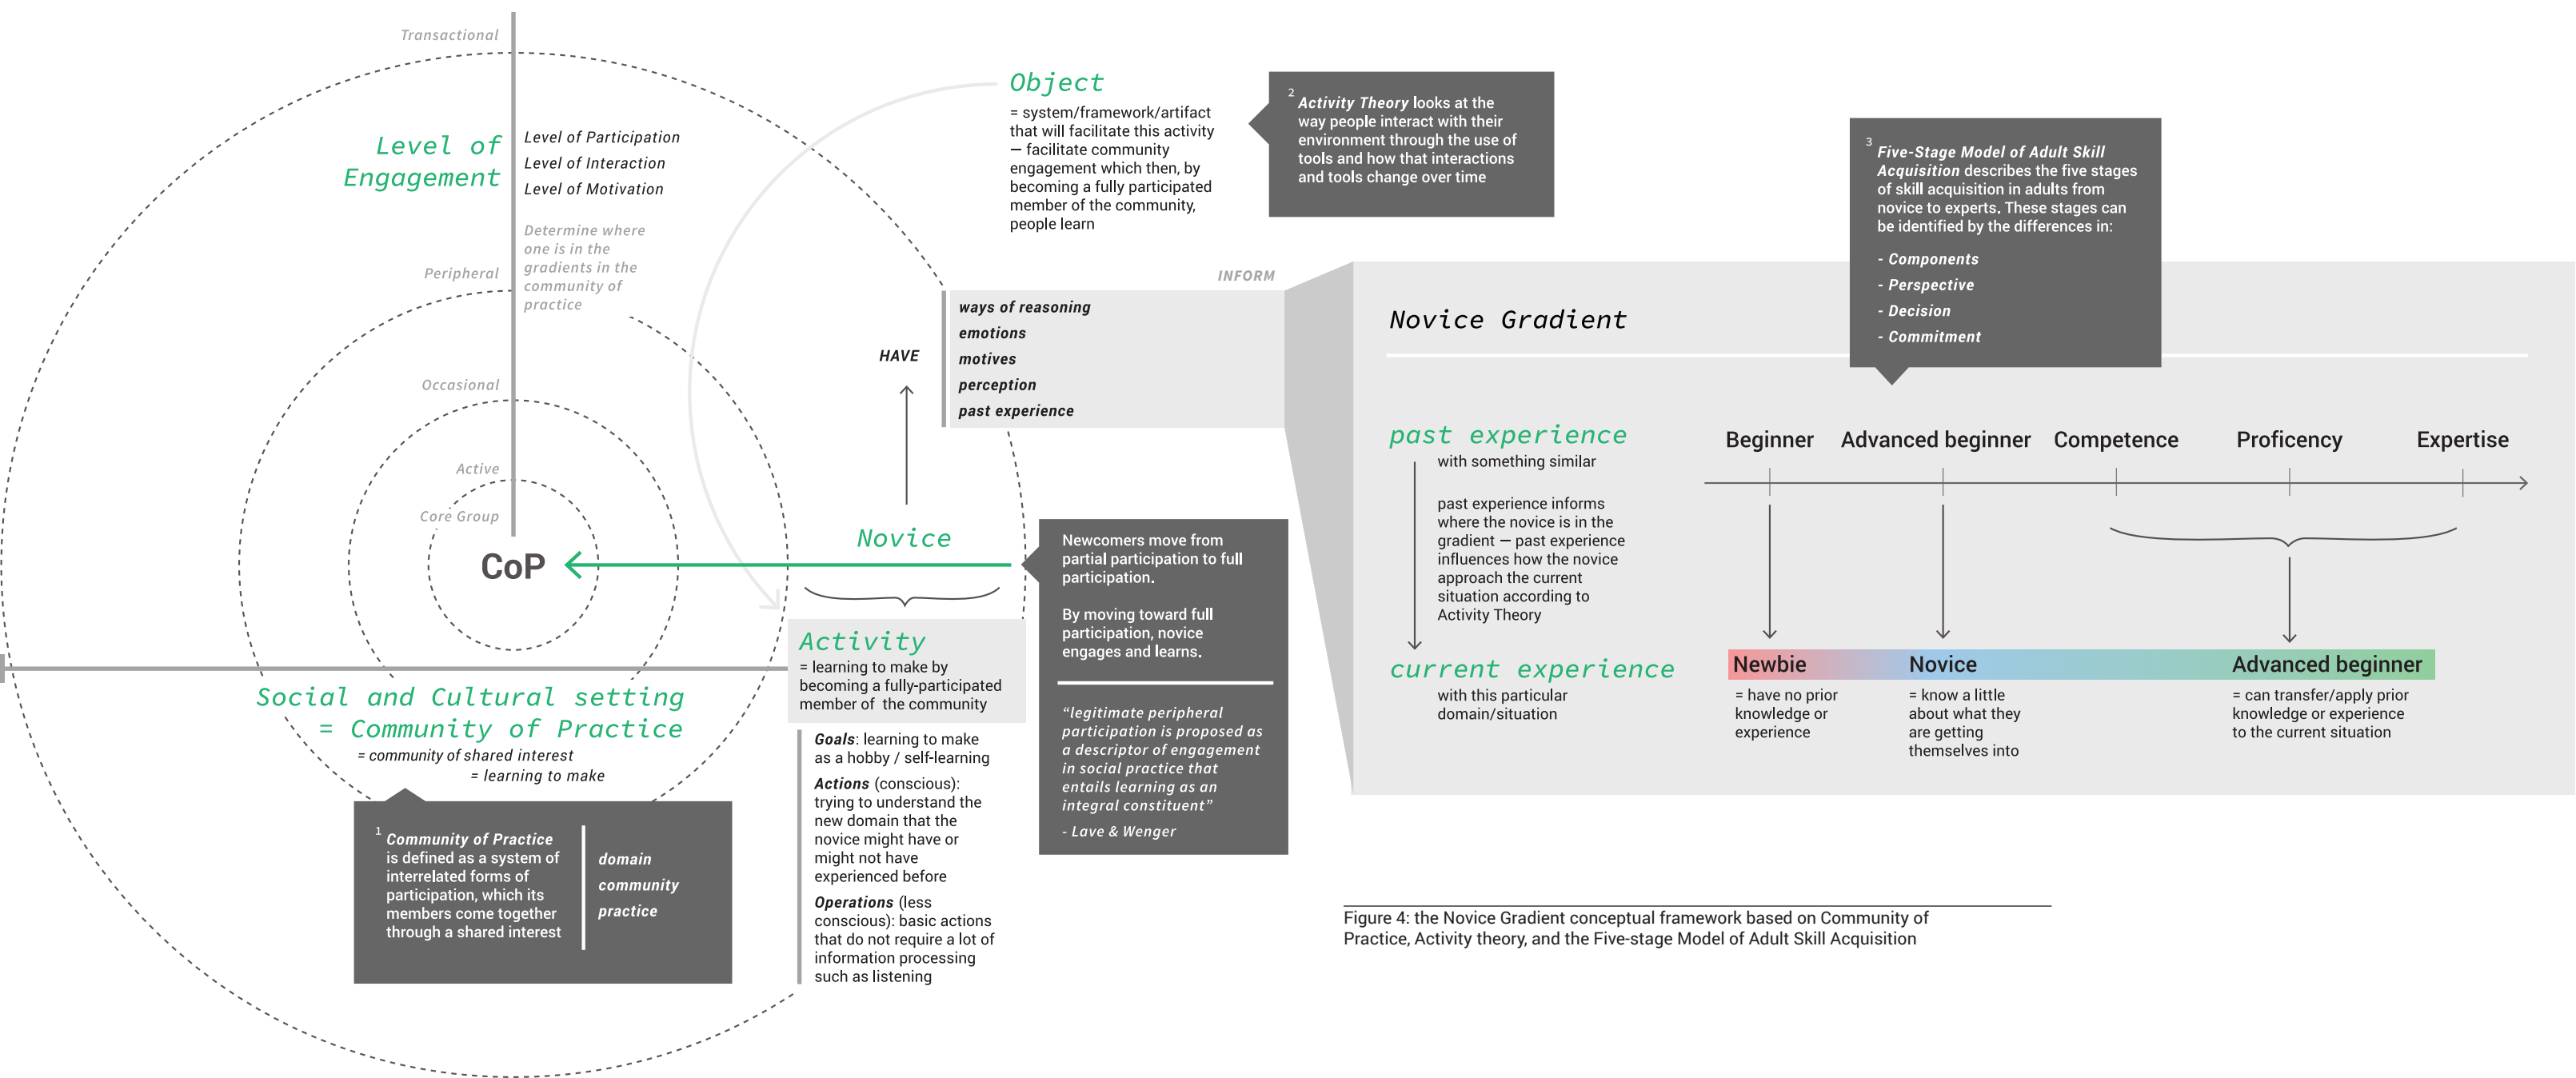 Transactional
Level of
Engagement
Level of Participation
Level of Interaction
Level of Motivation
Determine where
one is in the
gradients in the
community of
practice
Peripheral
Occasional
Active
Core Group
CoP
Social and Cultural setting
= Community of Practice
= community of shared interest
= learning to make
1
Community of Practice
is defined as a system of
interrelated forms of
participation, which its
members come together
through a shared interest
domain
community
practice
Object
= system/framework/artifact
that will facilitate this activity
— facilitate community
engagement which then, by
becoming a fully participated
member of the community,
people learn
2
Activity Theory looks at the
way people interact with their
environment through the use of
tools and how that interactions
and tools change over time
INFORM
HAVE
ways of reasoning
emotions
motives
perception
past experience
Novice
Activity
= learning to make by
becoming a fully-participated
member of the community
Goals: learning to make
as a hobby / self-learning
Actions (conscious):
trying to understand the
new domain that the
novice might have or
might not have
experienced before
Operations (less
conscious): basic actions
that do not require a lot of
information processing
such as listening
Newcomers move from
partial participation to full
participation.
By moving toward full
participation, novice
engages and learns.
“legitimate peripheral
participation is proposed as
a descriptor of engagement
in social practice that
entails learning as an
integral constituent”
- Lave & Wenger
Novice Gradient
3
Five-Stage Model of Adult Skill
Acquisition describes the five stages
of skill acquisition in adults from
novice to experts. These stages can
be identified by the differences in:
- Components
- Perspective
- Decision
- Commitment
past experience
with something similar
past experience informs
where the novice is in the
gradient — past experience
influences how the novice
approach the current
situation according to
Activity Theory
current experience
with this particular
domain/situation
Beginner
Advanced beginner
Competence
Proficency
Expertise
Newbie
= have no prior
knowledge or
experience
Novice
= know a little
about what they
are getting
themselves into
Advanced beginner
= can transfer/apply prior
knowledge or experience
to the current situation
Figure 4: the Novice Gradient conceptual framework based on Community of
Practice, Activity theory, and the Five-stage Model of Adult Skill Acquisition